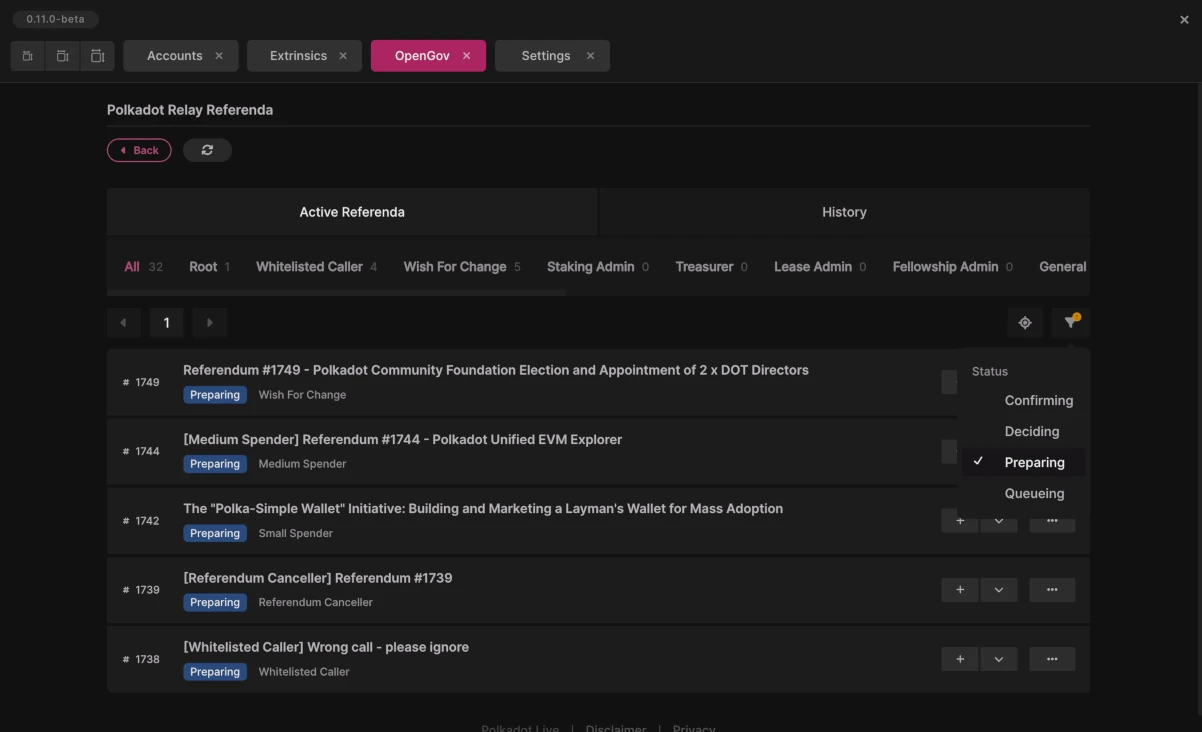 0.11.0-beta
Accounts × Extrinsics × OpenGov × Settings ×
Polkadot Relay Referenda
Back
Active Referenda History
All 32 Root 1 Whitelisted Caller 4 Wish For Change 5 Staking Admin 0 Treasurer 0 Lease Admin 0 Fellowship Admin 0 General
1
# 1749 Referendum #1749 - Polkadot Community Foundation Election and Appointment of 2 x DOT Directors
Preparing Wish For Change
# 1744 [Medium Spender] Referendum #1744 - Polkadot Unified EVM Explorer
Preparing Medium Spender
# 1742 The "Polka-Simple Wallet" Initiative: Building and Marketing a Layman's Wallet for Mass Adoption
Preparing Small Spender
# 1739 [Referendum Canceller] Referendum #1739
Preparing Referendum Canceller
# 1738 [Whitelisted Caller] Wrong call - please ignore
Preparing Whitelisted Caller
Status
Confirming
Deciding
Preparing
Queueing
Polkadot Live | Disclaimer | Privacy